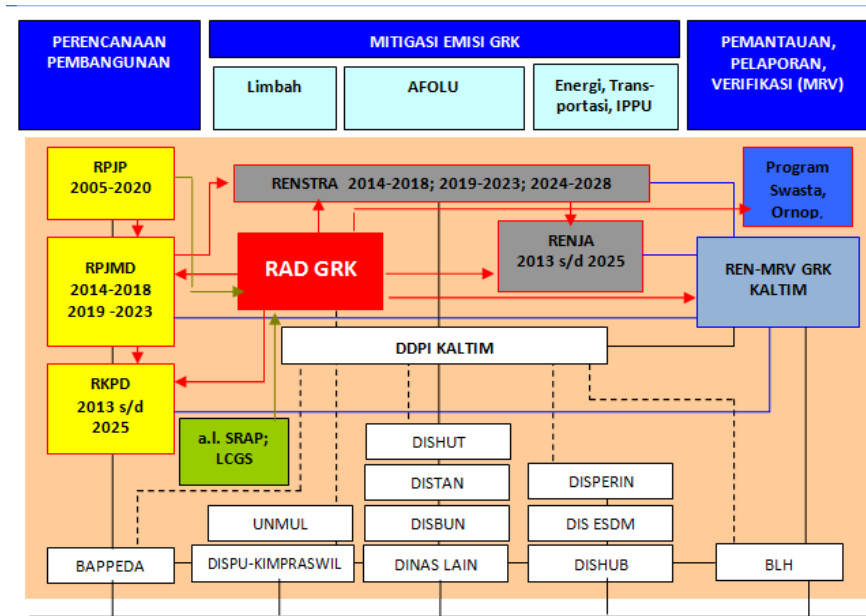 PERENCANAAN
PEMBANGUNAN
MITIGASI EMISI GRK
PEMANTAUAN,
PELAPORAN,
VERIFIKASI (MRV)
Limbah
AFOLU
Energi, Trans-
portasi, IPPU
RPJP
2005-2020
RENSTRA 2014-2018; 2019-2023; 2024-2028
Program
Swasta,
Ornop.
RPJMD
2014-2018
2019 -2023
RAD GRK
RENJA
2013 s/d 2025
REN-MRV GRK
KALTIM
DDPI KALTIM
RKPD
2013 s/d
2025
a.l. SRAP;
LCGS
DISHUT
DISTAN
DISPERIN
UNMUL
DISBUN
DIS ESDM
BAPPEDA
DISPU-KIMPRASWIL
DINAS LAIN
DISHUB
BLH